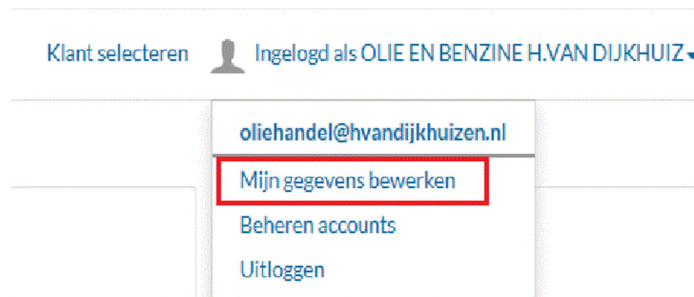 Klant selecteren Ingelogd als OLIE EN BENZINE H.VAN DIJKHUIZ
oliehandel@hvandijkhuizen.nl
Mijn gegevens bewerken
Beheren accounts
Uitloggen